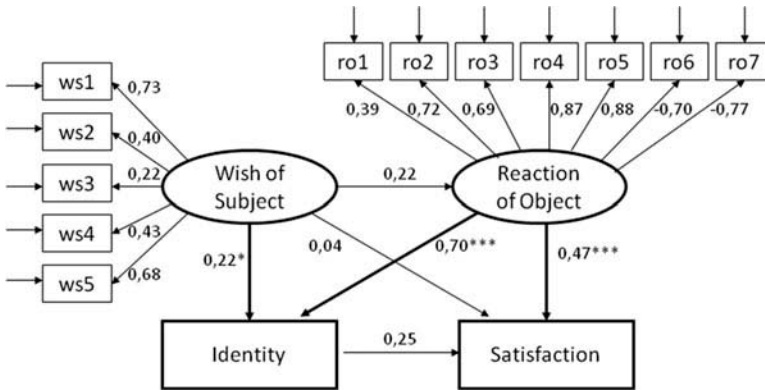 ro1 ro2 ro3 ro4 ro5 ro6 ro7
ws1
0,73
0,39 0,72 0,69 0,87 0,88 -0,70 -0,77
ws2
0,40
ws3
0,22
Wish of
Subject
0,22
Reaction
of Object
ws4
0,43
ws5
0,68
0,22*
0,04
0,70***
0,47***
Identity
0,25
Satisfaction